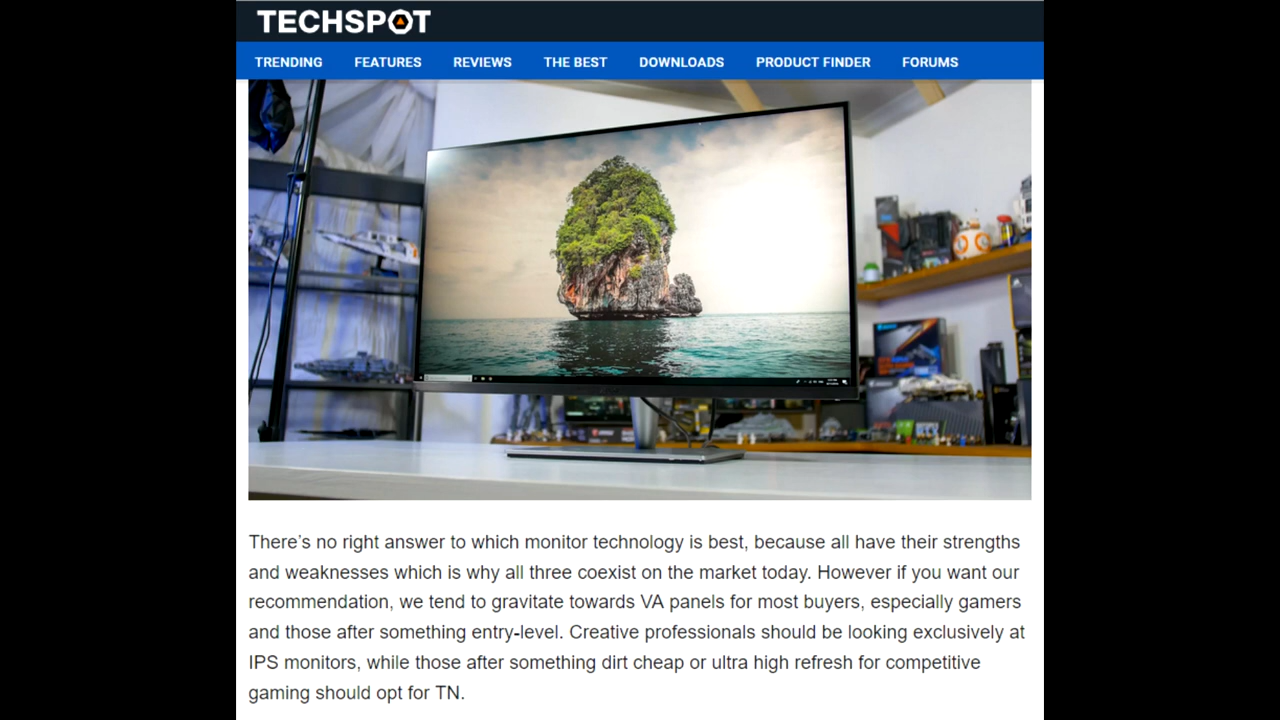 TECHSPOT
TRENDING FEATURES REVIEWS THE BEST DOWNLOADS PRODUCT FINDER FORUMS
There’s no right answer to which monitor technology is best, because all have their strengths
and weaknesses which is why all three coexist on the market today. However if you want our
recommendation, we tend to gravitate towards VA panels for most buyers, especially gamers
and those after something entry-level. Creative professionals should be looking exclusively at
IPS monitors, while those after something dirt cheap or ultra high refresh for competitive
gaming should opt for TN.